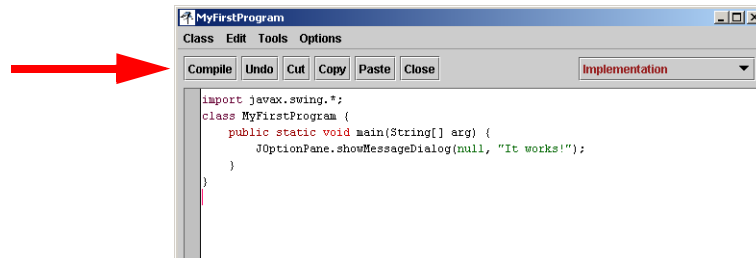 MyFirstProgram
Class Edit Tools Options
Compile Undo Cut Copy Paste Close Implementation
import javax.swing.*;
class MyFirstProgram {
    public static void main(String[] arg) {
        JOptionPane.showMessageDialog(null, "It works!");
    }
}